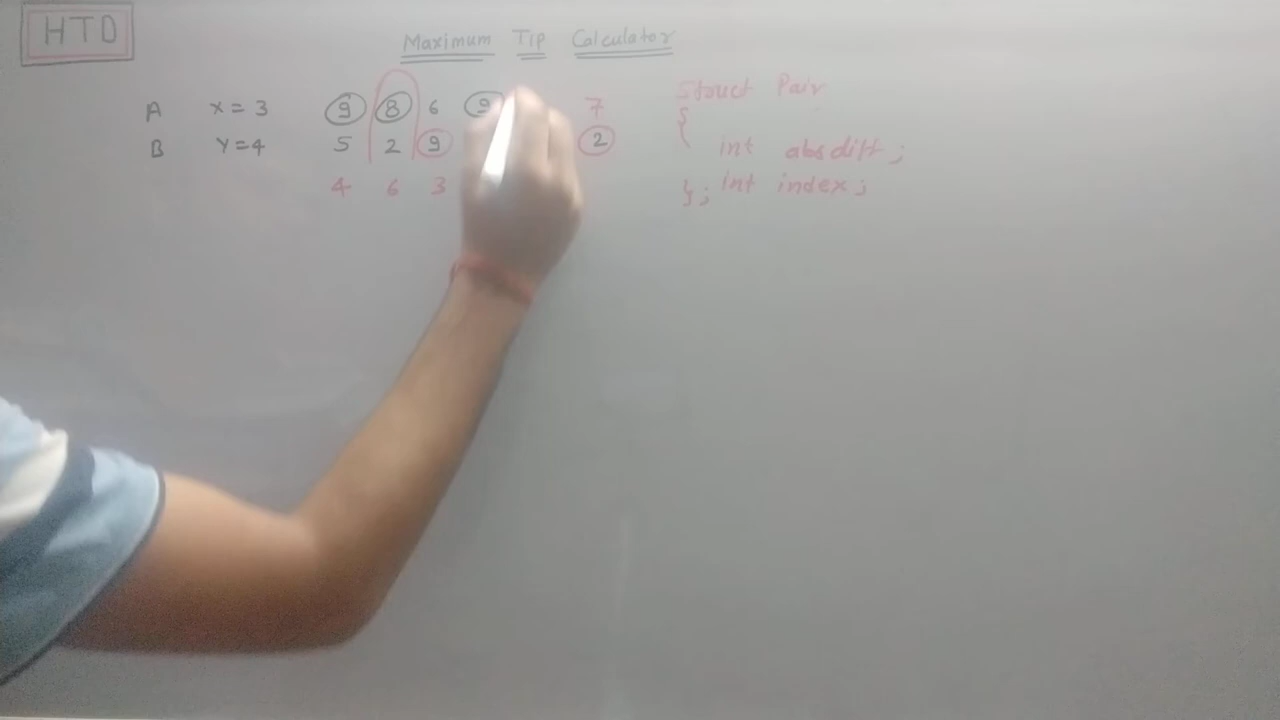 HTD
Maximum Tip Calculator
A X = 3 9 8 6 9 7
B Y = 4 5 2 9 2
4 6 3
Struct Pair
{
int absdiff;
int index;
};